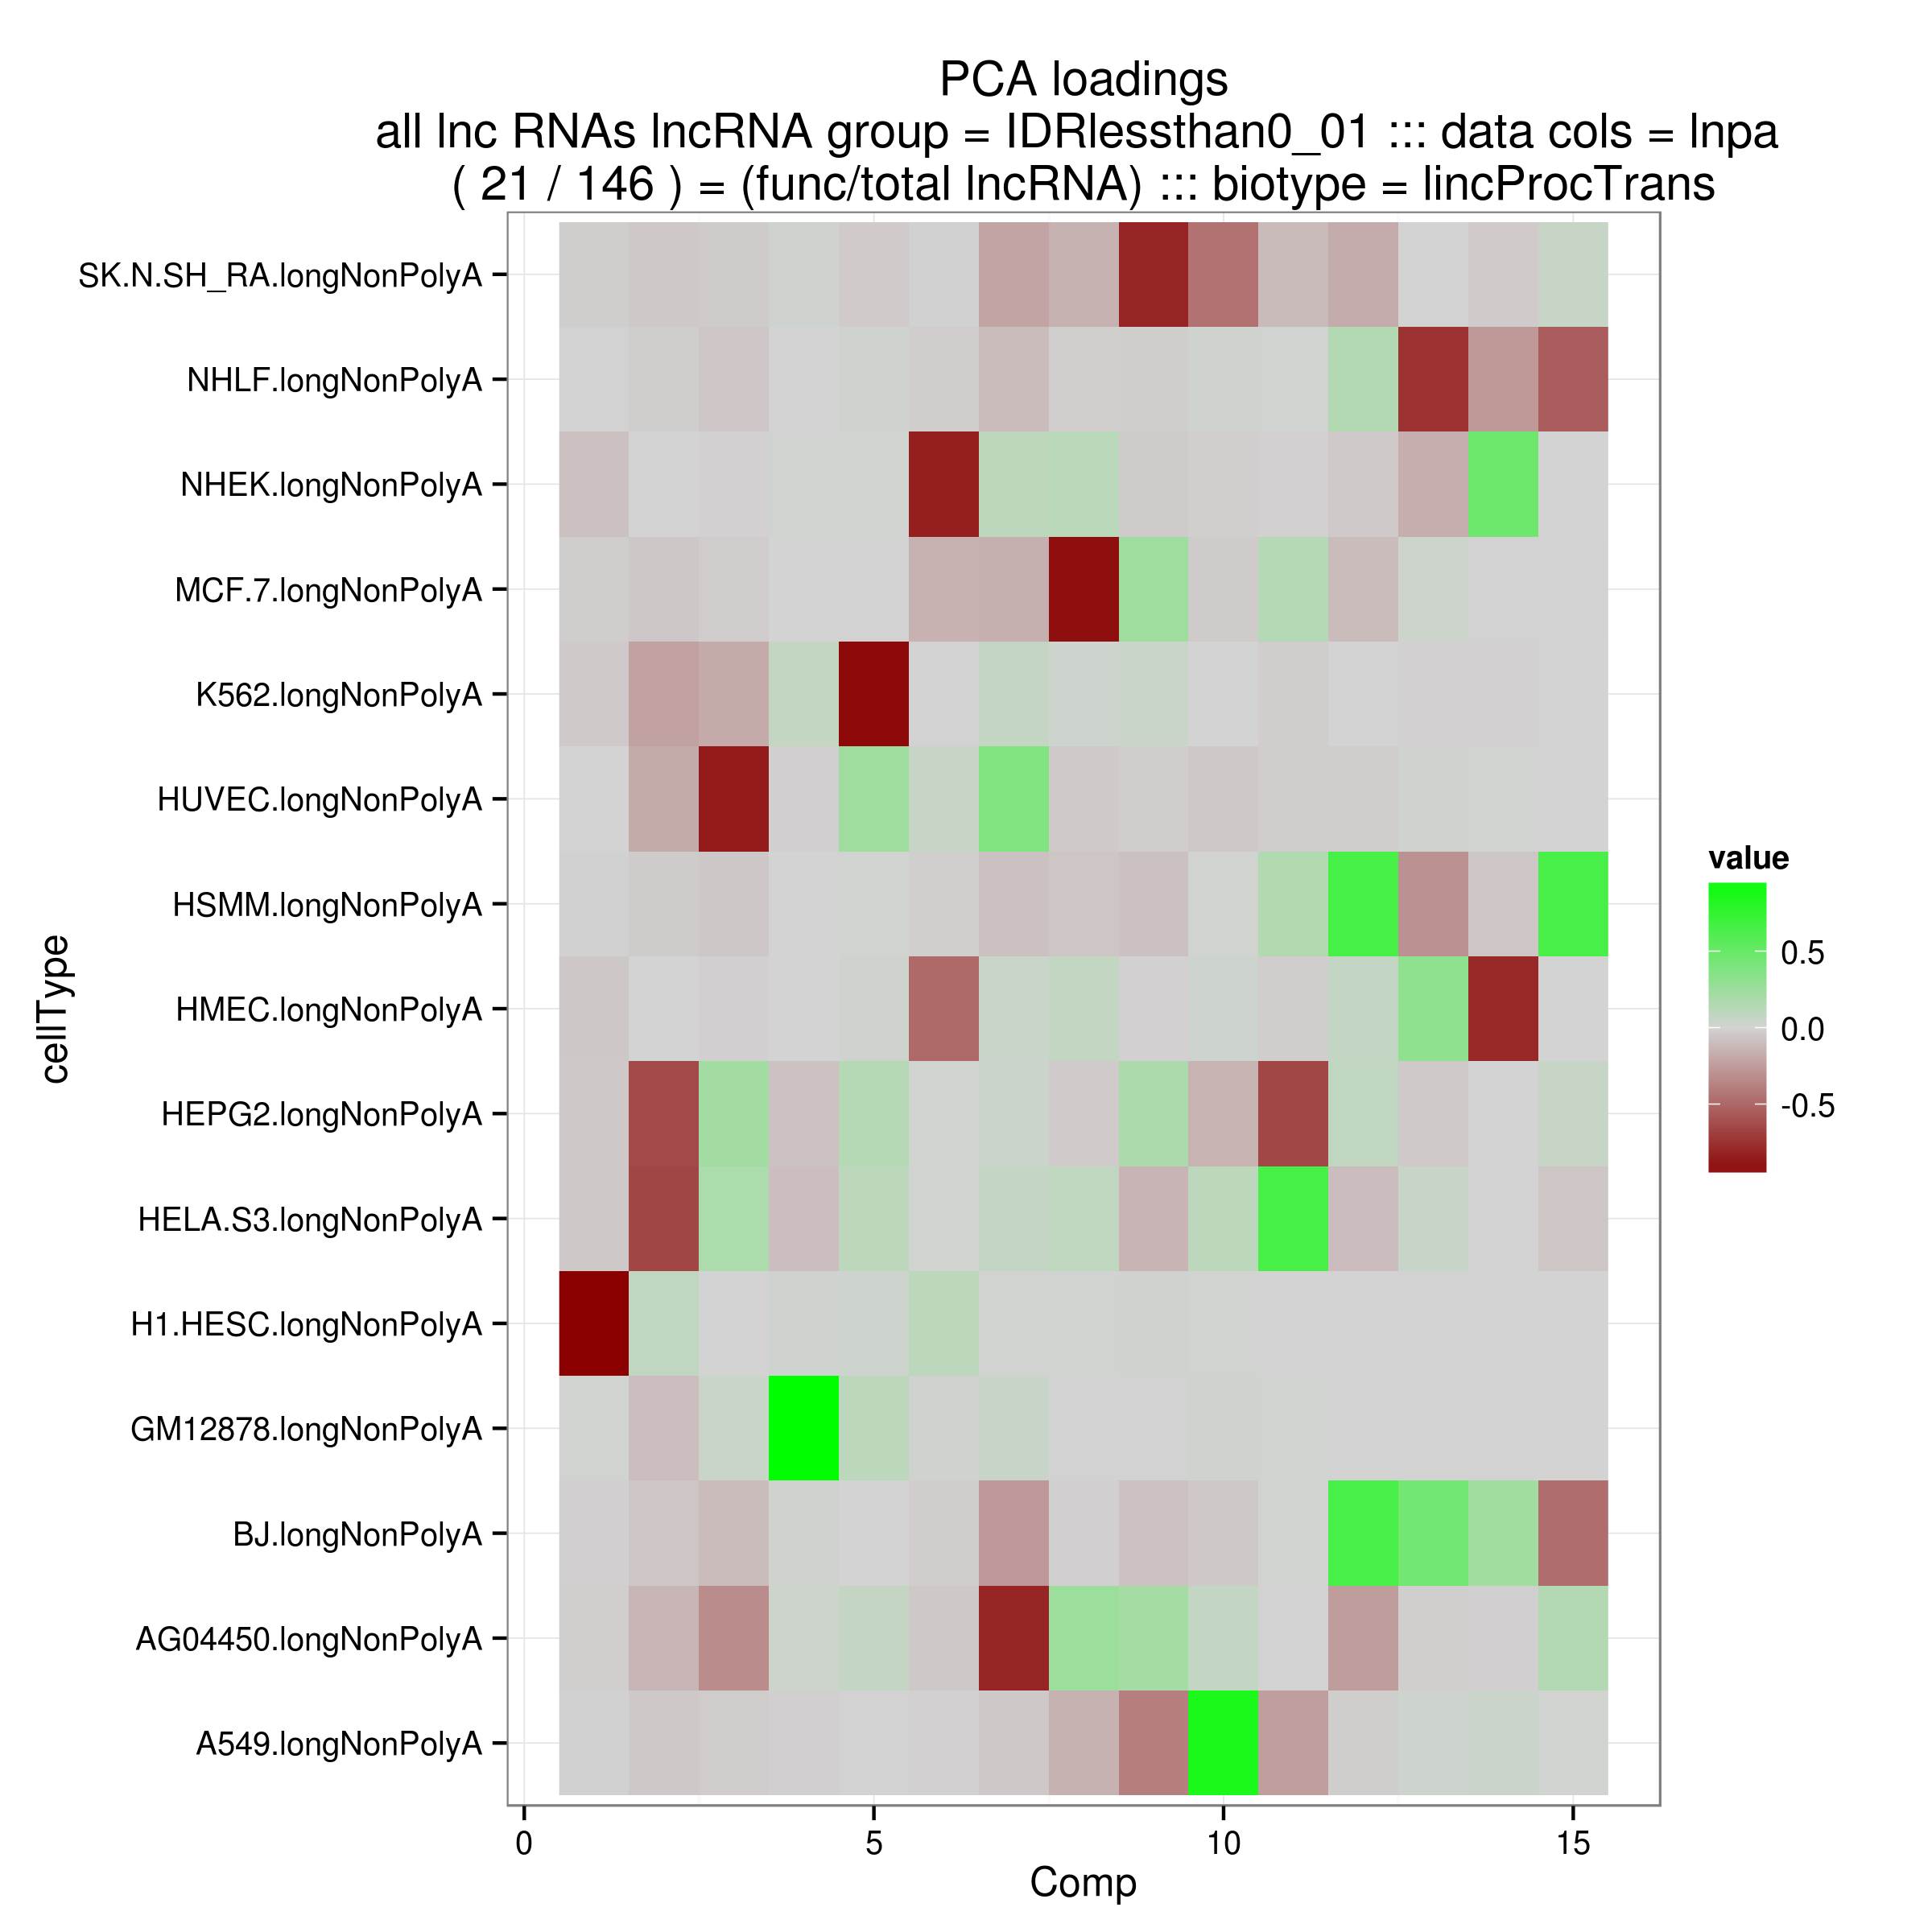 PCA loadings
all lnc RNAs lncRNA group = IDRlessthan0_01 ::: data cols = lnpa
( 21 / 146 ) = (func/total lncRNA) ::: biotype = lincProcTrans
SK.N.SH_RA.longNonPolyA
NHLF.longNonPolyA
NHEK.longNonPolyA
MCF.7.longNonPolyA
K562.longNonPolyA
HUVEC.longNonPolyA
HSMM.longNonPolyA
HMEC.longNonPolyA
HEPG2.longNonPolyA
HELA.S3.longNonPolyA
H1.HESC.longNonPolyA
GM12878.longNonPolyA
BJ.longNonPolyA
AG04450.longNonPolyA
A549.longNonPolyA
cellType
0 5 10 15
Comp
value
0.5
0.0
-0.5